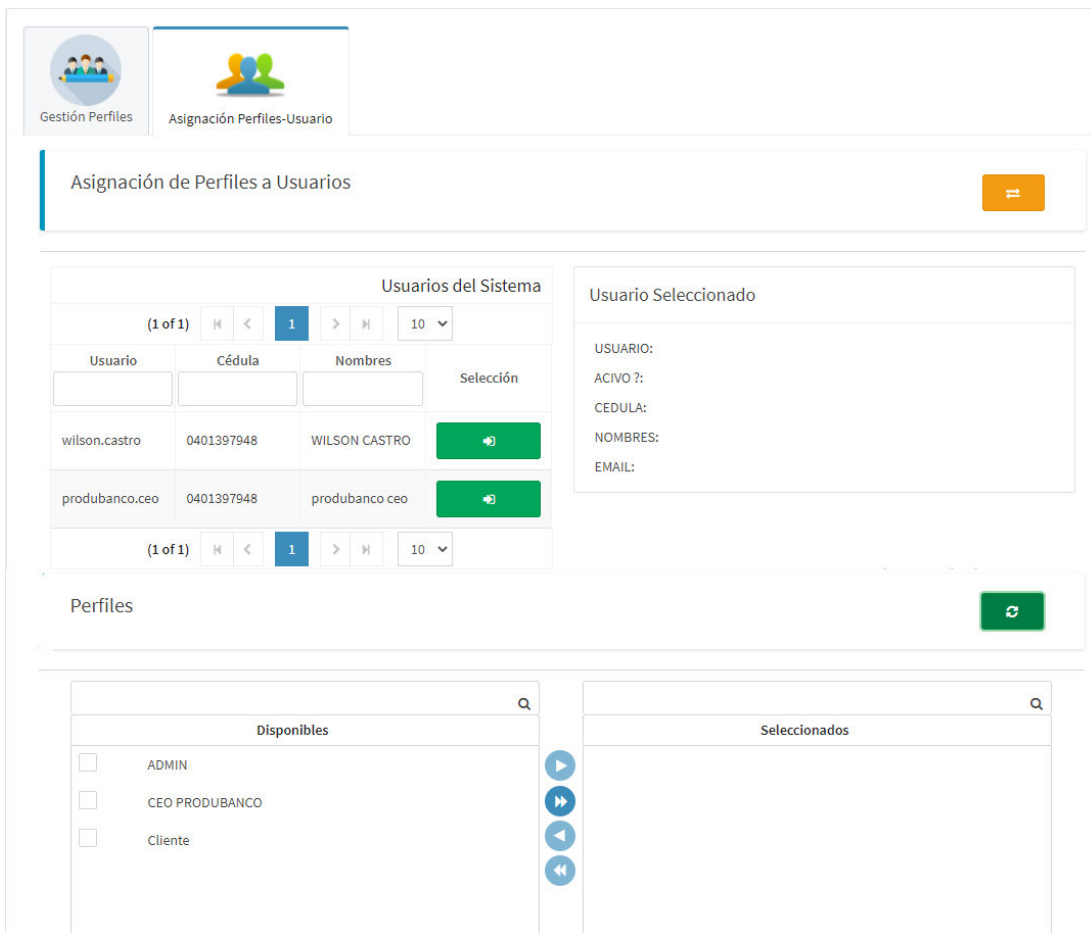 Gestión Perfiles
Asignación Perfiles-Usuario
Asignación de Perfiles a Usuarios
Usuarios del Sistema
(1 of 1) 1 10
Usuario Cédula Nombres Selección
wilson.castro 0401397948 WILSON CASTRO
produbanco.ceo 0401397948 produbanco ceo
(1 of 1) 1 10
Usuario Seleccionado
USUARIO:
ACIVO ?:
CEDULA:
NOMBRES:
EMAIL:
Perfiles
Disponibles
ADMIN
CEO PRODUBANCO
Cliente
Seleccionados